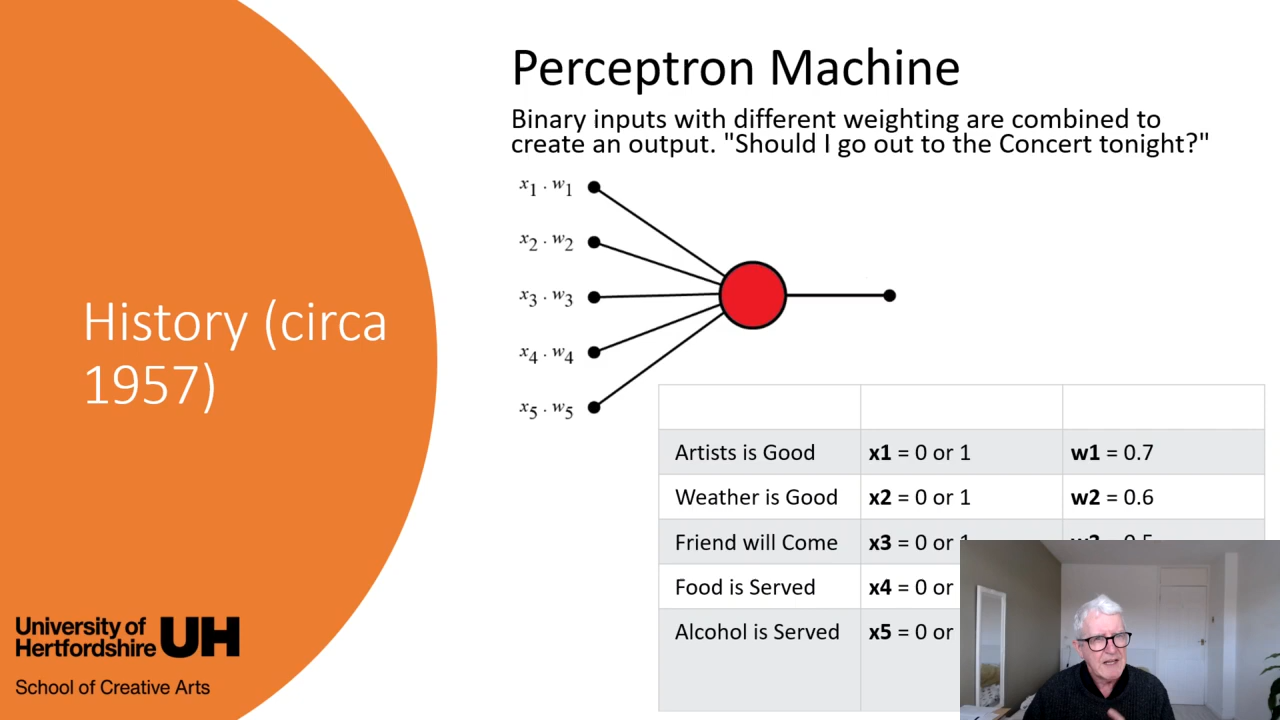 Perceptron Machine
Binary inputs with different weighting are combined to
create an output. "Should I go out to the Concert tonight?"
x1 . w1
x2 . w2
x3 . w3
x4 . w4
x5 . w5
History (circa
1957)
Artists is Good x1 = 0 or 1 w1 = 0.7
Weather is Good x2 = 0 or 1 w2 = 0.6
Friend will Come x3 = 0 or
Food is Served x4 = 0 or
Alcohol is Served x5 = 0 or
University of
Hertfordshire UH
School of Creative Arts